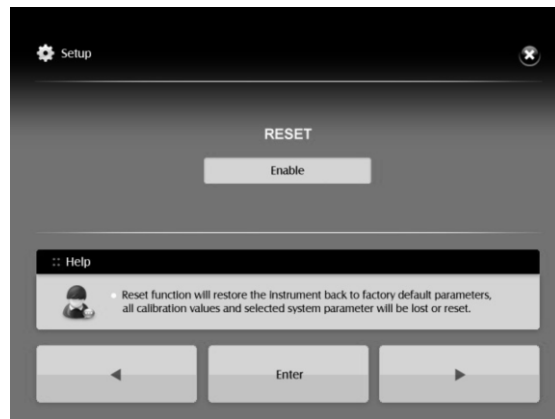 Setup
RESET
Enable
:: Help
Reset function will restore the instrument back to factory default parameters,
all calibration values and selected system parameter will be lost or reset.
Enter